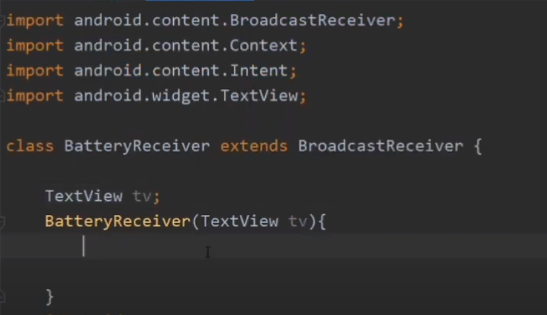 import android.content.BroadcastReceiver;
import android.content.Context;
import android.content.Intent;
import android.widget.TextView;
class BatteryReceiver extends BroadcastReceiver {
TextView tv;
BatteryReceiver(TextView tv){
}